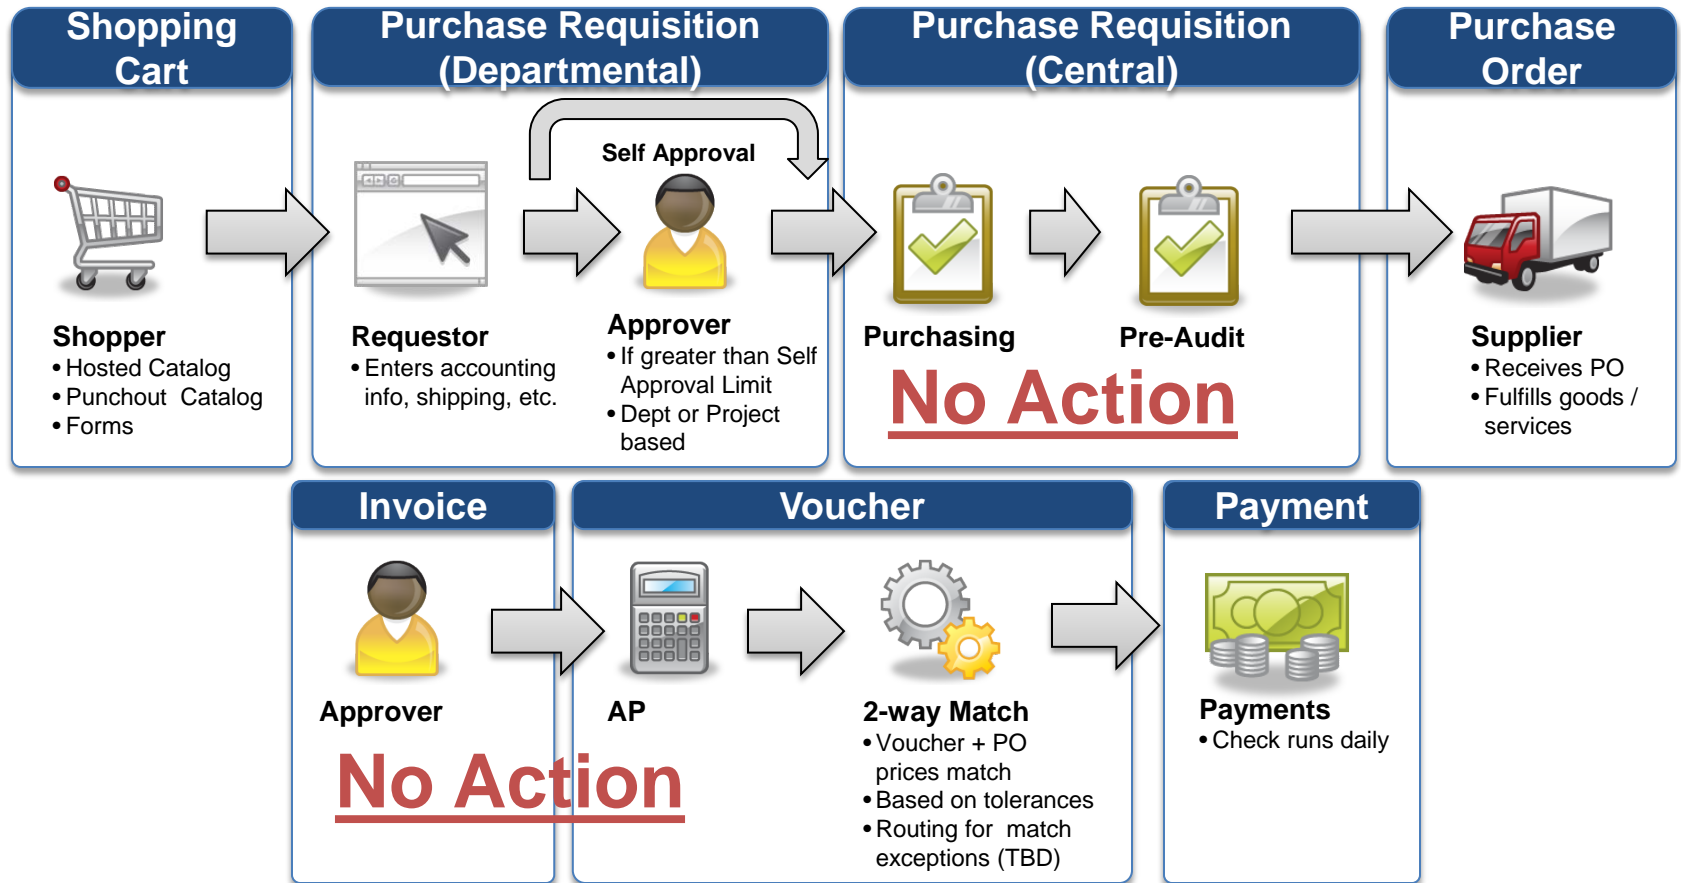 Shopping
Cart
Purchase Requisition
(Departmental)
Purchase Requisition
(Central)
Purchase
Order
Self Approval
Shopper
• Hosted Catalog
• Punchout Catalog
• Forms
Requestor
• Enters accounting
info, shipping, etc.
Approver
• If greater than Self
Approval Limit
• Dept or Project
based
Purchasing
Pre-Audit
No Action
Supplier
• Receives PO
• Fulfills goods /
services
Invoice
Voucher
Payment
Approver
AP
No Action
2-way Match
• Voucher + PO
prices match
• Based on tolerances
• Routing for match
exceptions (TBD)
Payments
• Check runs daily